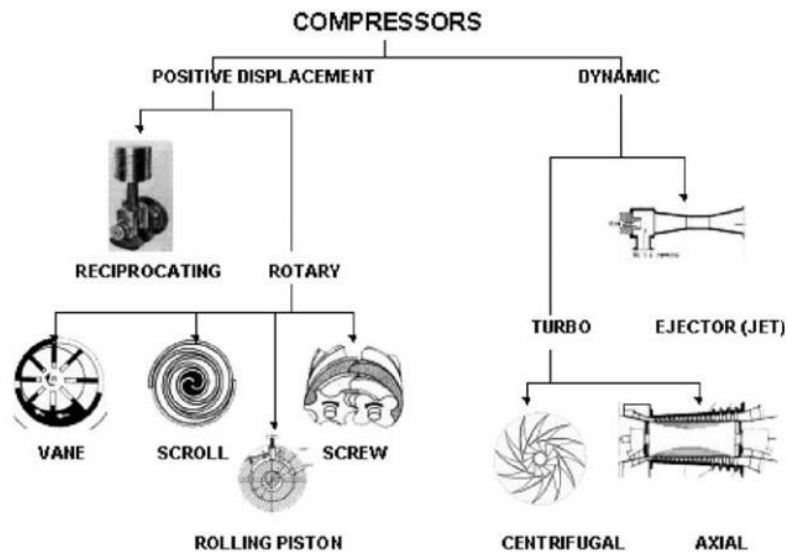 COMPRESSORS
POSITIVE DISPLACEMENT
DYNAMIC
RECIPROCATING
ROTARY
TURBO
EJECTOR (JET)
VANE
SCROLL
SCREW
ROLLING PISTON
CENTRIFUGAL
AXIAL